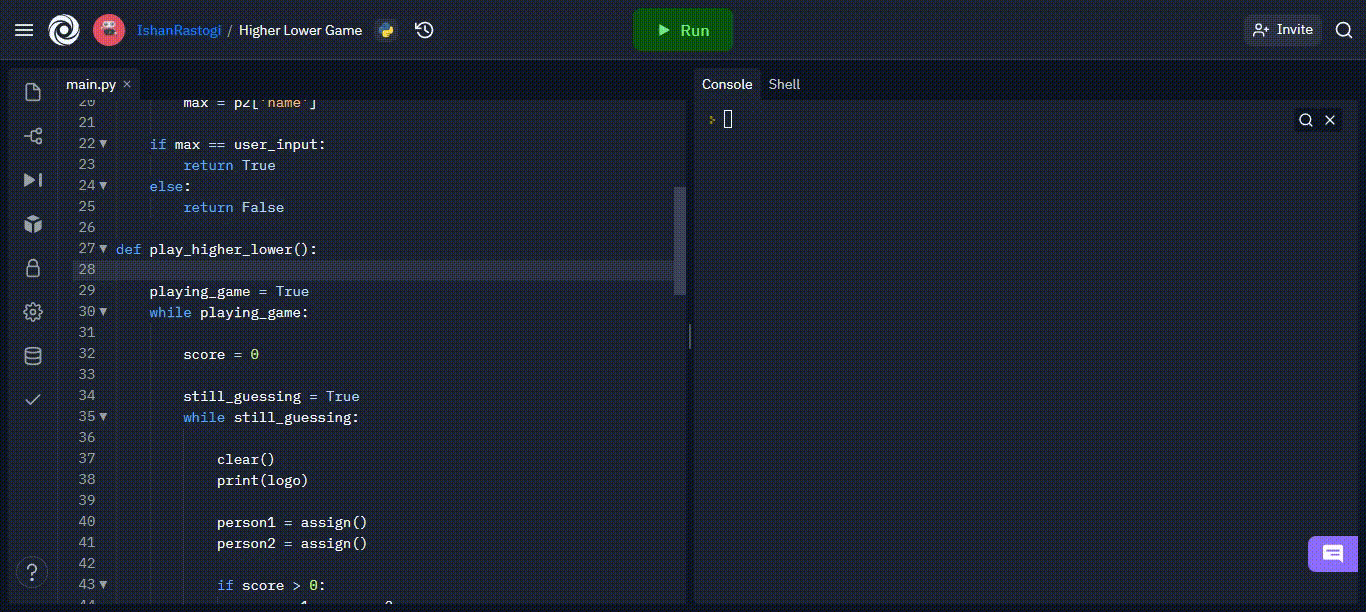 IshanRastogi / Higher Lower Game
Run
Invite
main.py ×
Console
Shell
20 max = p2['name']
21
22 if max == user_input:
23 return True
24 else:
25 return False
26
27 def play_higher_lower():
28
29 playing_game = True
30 while playing_game:
31
32 score = 0
33
34 still_guessing = True
35 while still_guessing:
36
37 clear()
38 print(logo)
39
40 person1 = assign()
41 person2 = assign()
42
43 if score > 0:
44
?